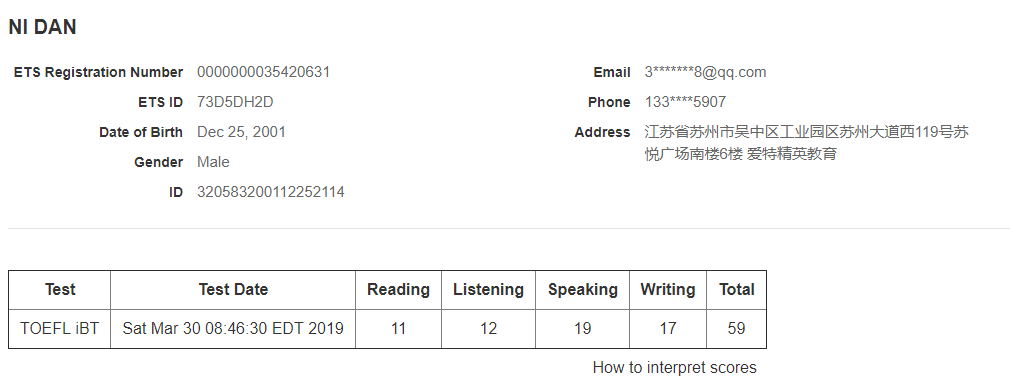 NI DAN
ETS Registration Number 0000000035420631
Email 3*******8@qq.com
ETS ID 73D5DH2D
Phone 133****5907
Date of Birth Dec 25, 2001
Address 江苏省苏州市吴中区工业园区苏州大道西119号苏
悦广场南楼6楼 爱特精英教育
Gender Male
ID 320583200112252114
Test Test Date Reading Listening Speaking Writing Total
TOEFL iBT Sat Mar 30 08:46:30 EDT 2019 11 12 19 17 59
How to interpret scores